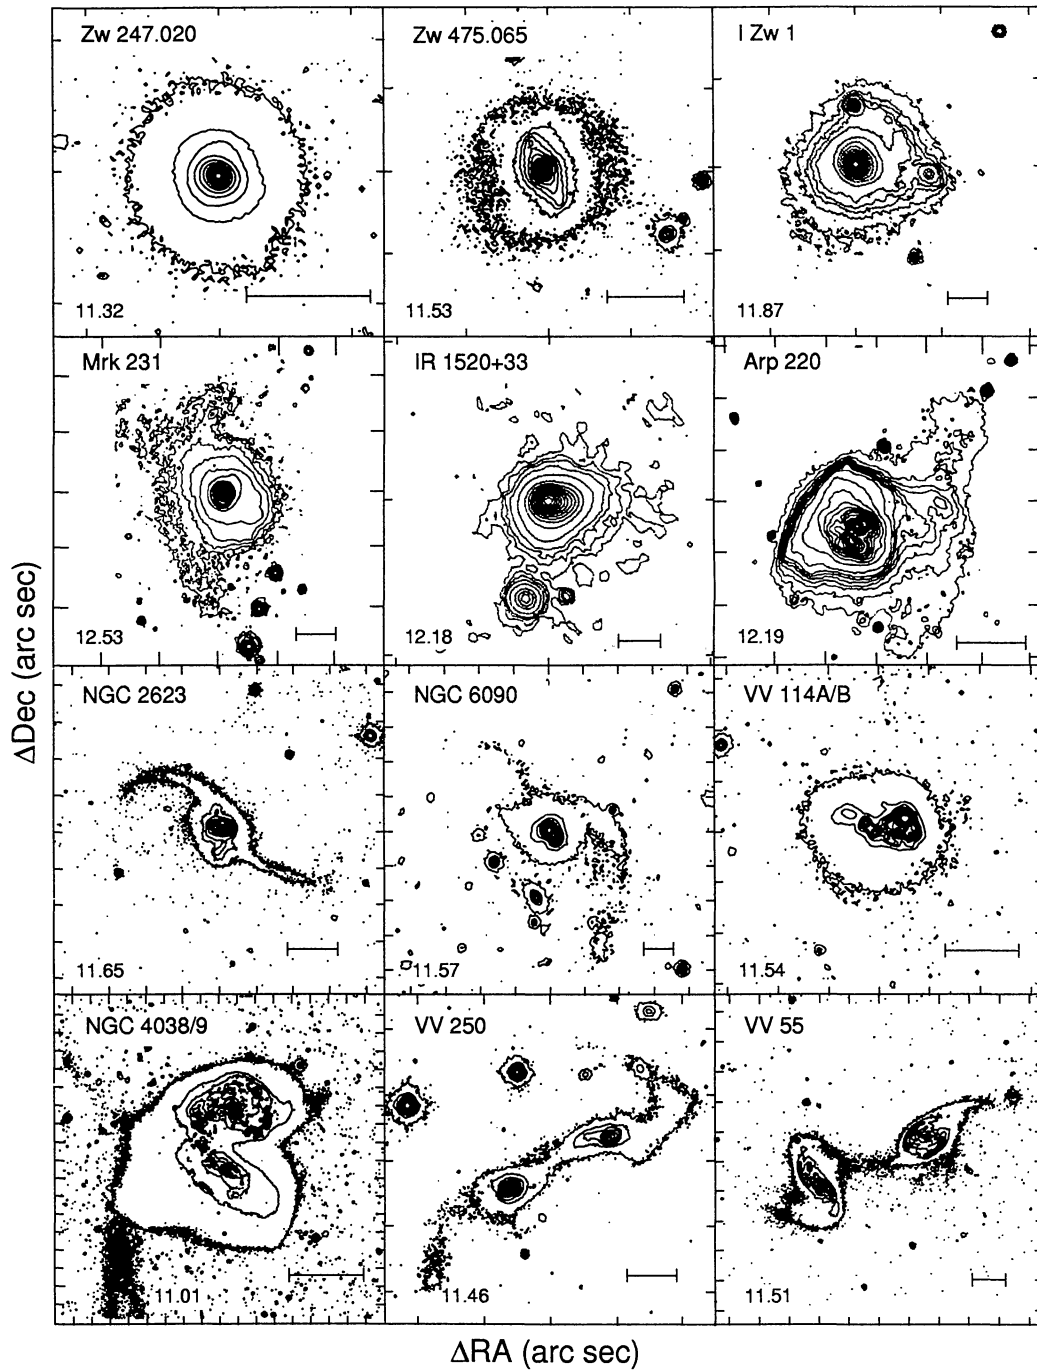 Zw 247.020
11.32
Zw 475.065
11.53
I Zw 1
11.87
Mrk 231
12.53
IR 1520+33
12.18
Arp 220
12.19
NGC 2623
11.65
NGC 6090
11.57
VV 114A/B
11.54
NGC 4038/9
11.01
VV 250
11.46
VV 55
11.51
ΔDec (arc sec)
ΔRA (arc sec)